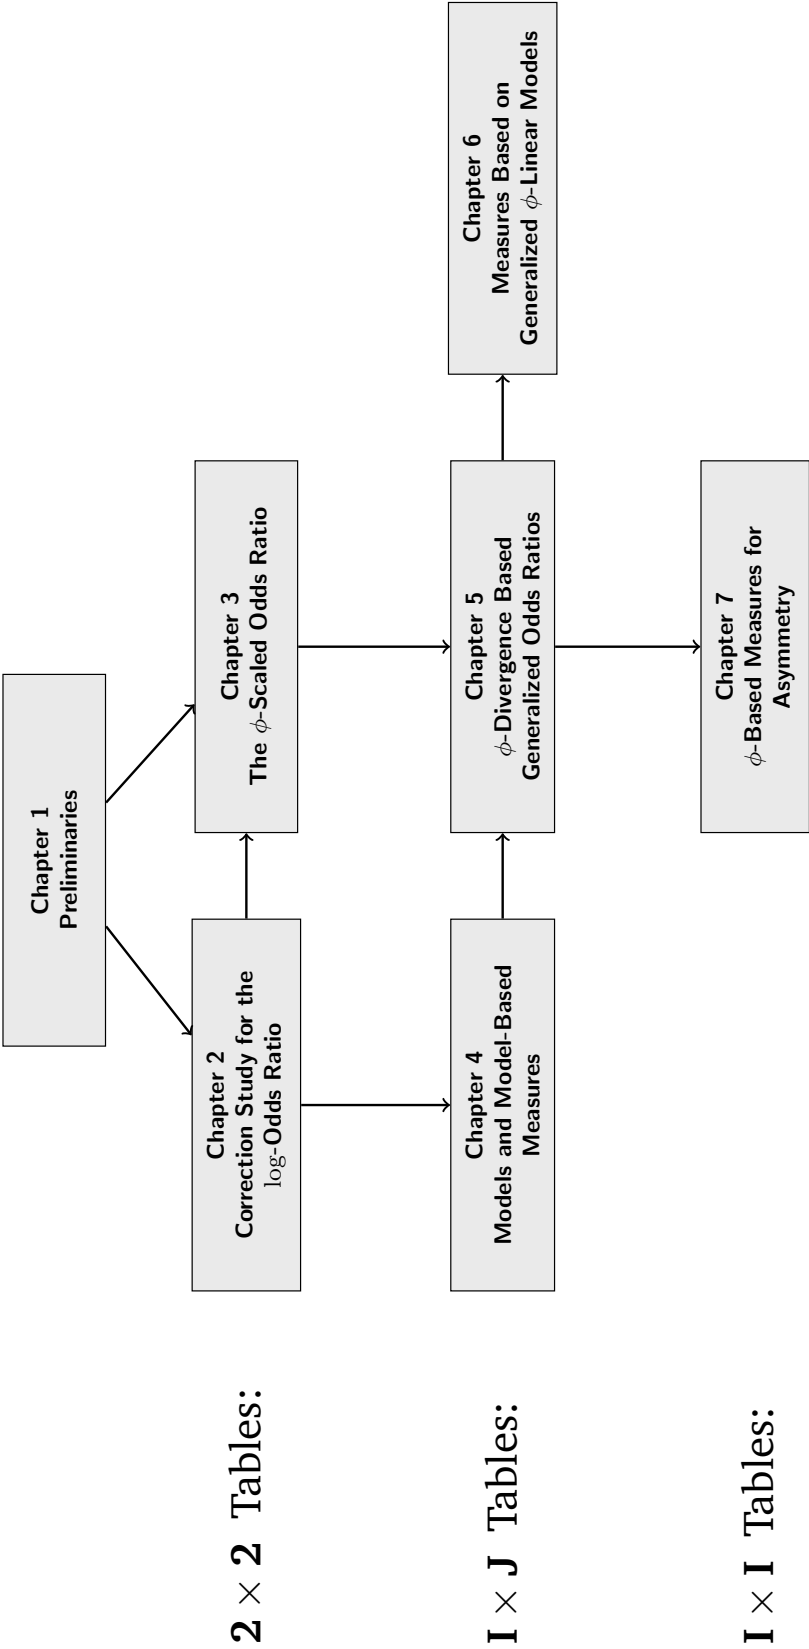 Chapter 1
Preliminaries
2 × 2 Tables:
Chapter 2
Correction Study for the
log-Odds Ratio
Chapter 3
The ϕ-Scaled Odds Ratio
I × J Tables:
Chapter 4
Models and Model-Based
Measures
Chapter 5
ϕ-Divergence Based
Generalized Odds Ratios
Chapter 6
Measures Based on
Generalized ϕ-Linear Models
I × I Tables:
Chapter 7
ϕ-Based Measures for
Asymmetry